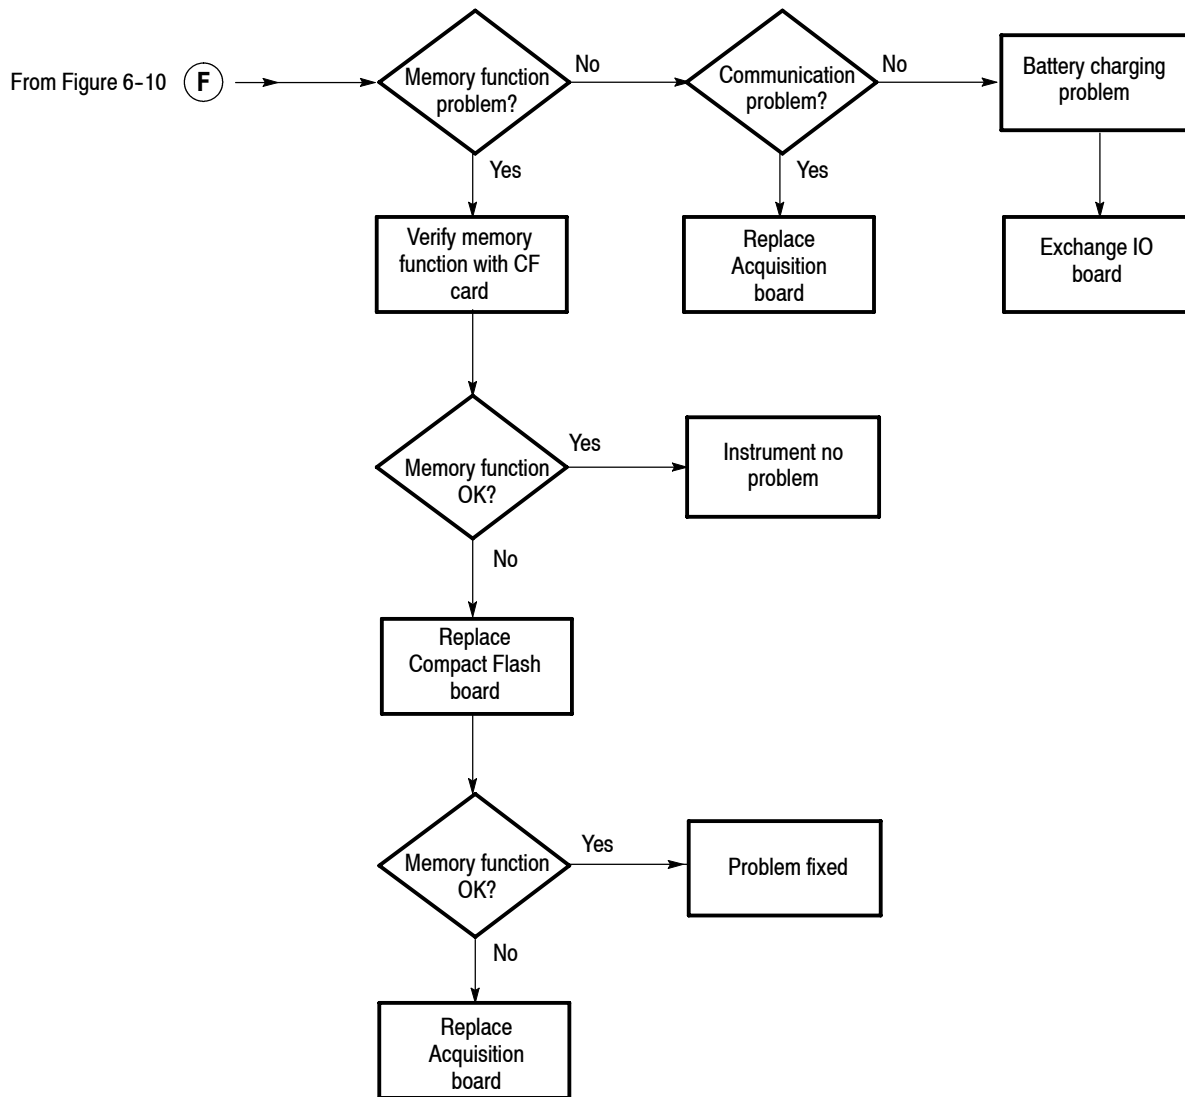 From Figure 6-10
F
Memory function
problem?
No
Communication
problem?
No
Battery charging
problem
Yes
Yes
Verify memory
function with CF
card
Replace
Acquisition
board
Exchange IO
board
Memory function
OK?
Yes
Instrument no
problem
No
Replace
Compact Flash
board
Memory function
OK?
Yes
Problem fixed
No
Replace
Acquisition
board